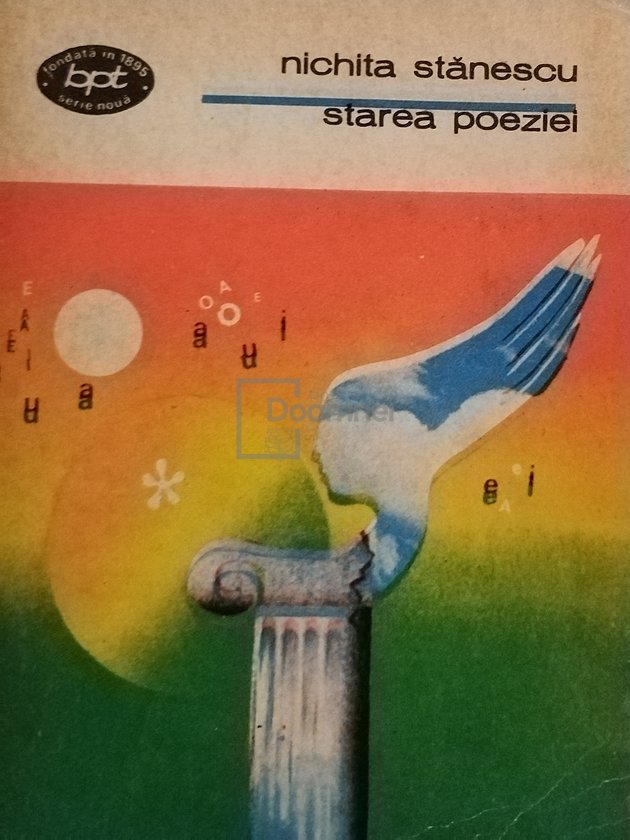 fondată în 1895
bpt
serie nouă
nichita stănescu
starea poeziei
E
O A E
A
O
A
E
a
i
i
u
a
u
e i
A